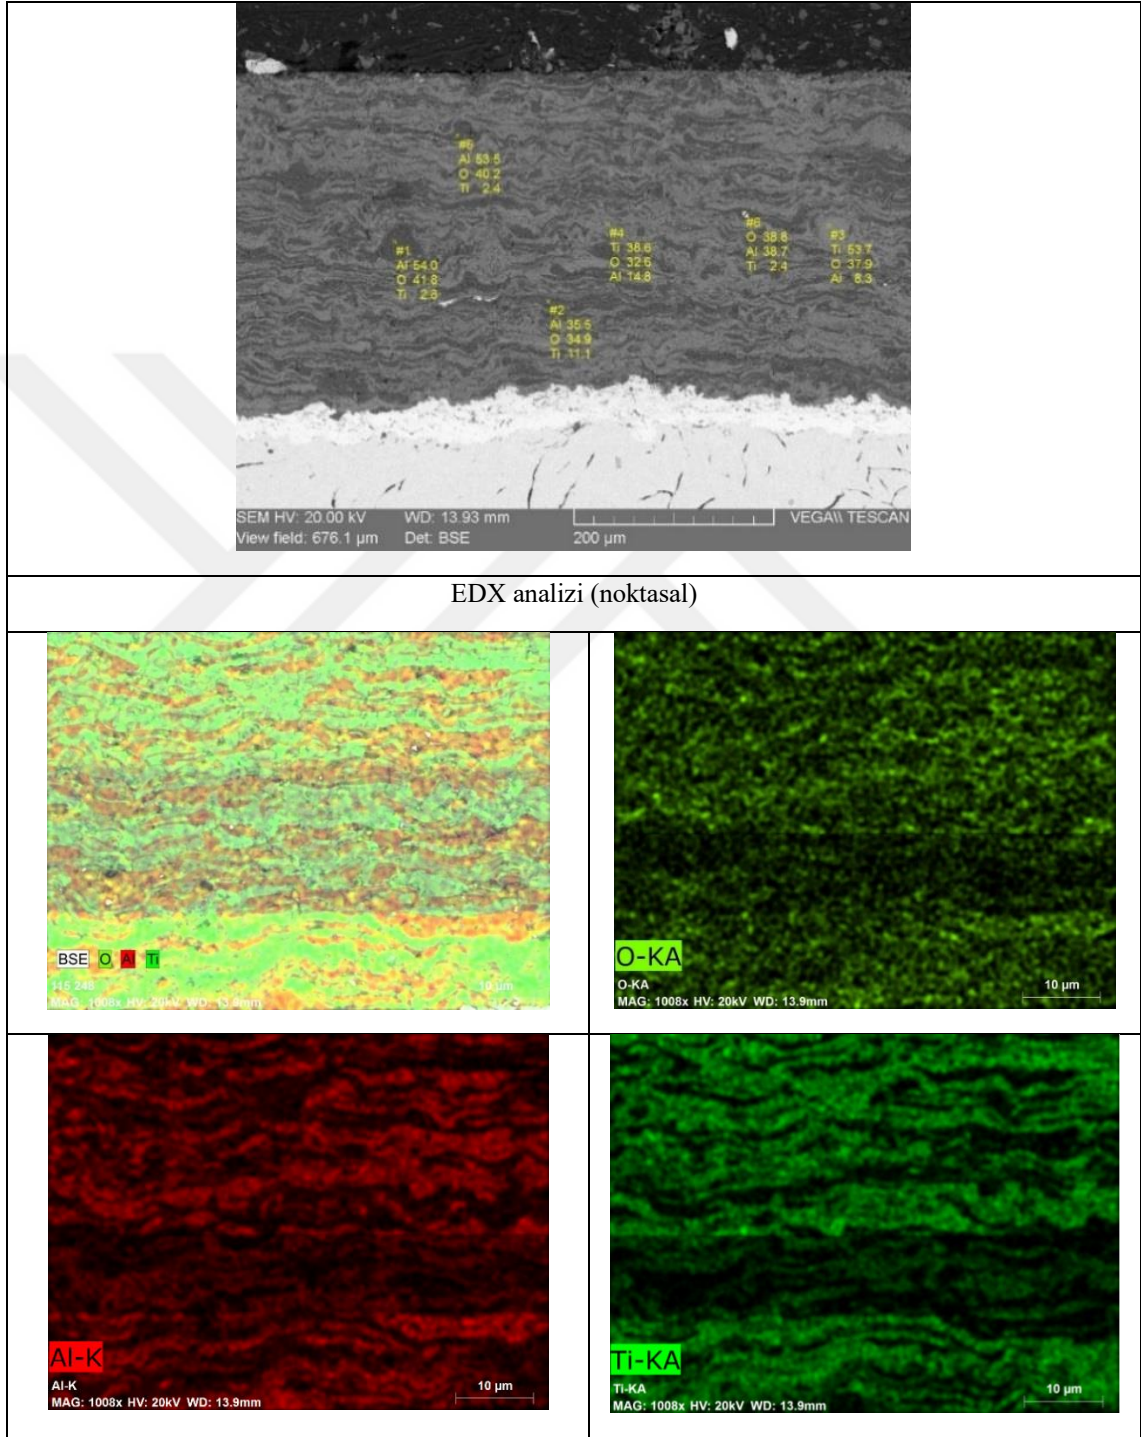 #6
Al 53.5
O 40.2
Ti 2.4
#1
Al 54.0
O 41.8
#4
Ti 38.6
O 32.5
Al 14.8
O 38.8
Al 38.7
Ti 2.4
#3
Ti 53.7
O 37.9
Al 8.3
#2
Al 35.5
O 34.9
Ti 11.1
SEM HV: 20.00 kV WD: 13.93 mm VEGA\\ TESCAN
View field: 676.1 µm Det: BSE 200 µm
EDX analizi (noktasal)
BSE O Al Ti
10 µm
MAG: 1008x HV: 20kV WD: 13.9mm
O-KA
O-KA
10 µm
MAG: 1008x HV: 20kV WD: 13.9mm
Al-K
Al-K
10 µm
MAG: 1008x HV: 20kV WD: 13.9mm
Ti-KA
Ti-KA
10 µm
MAG: 1008x HV: 20kV WD: 13.9mm